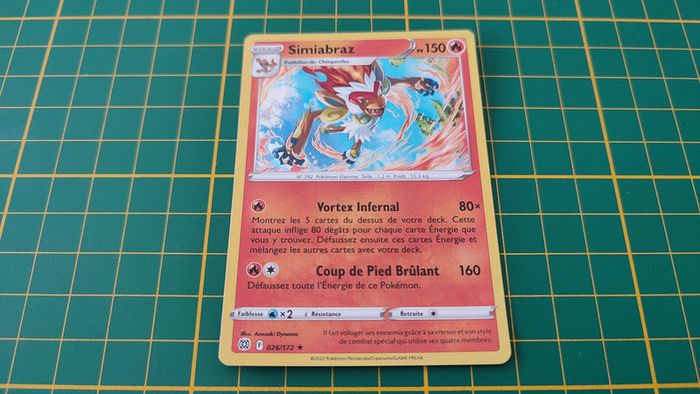 NIVEAU 2
Simiabraz
PV 150
Évolution de : Chimpenfeu
N° 392 Pokémon Flamme Taille : 1,2 m Poids : 55,0 kg
Vortex Infernal 80×
Montrez les 5 cartes du dessus de votre deck. Cette
attaque inflige 80 dégâts pour chaque carte Énergie que
vous y trouvez. Défaussez ensuite ces cartes Énergie et
mélangez les autres cartes avec votre deck.
Coup de Pied Brûlant 160
Défaussez toute l'Énergie de ce Pokémon.
Faiblesse ×2 Résistance Retraite
Illus. Anesaki Dynamic
F 026/172 ★
Il fait voltiger ses ennemis grâce à sa vitesse et son style
de combat spécial qui utilise ses quatre membres.
©2022 Pokémon/Nintendo/Creatures/GAME FREAK